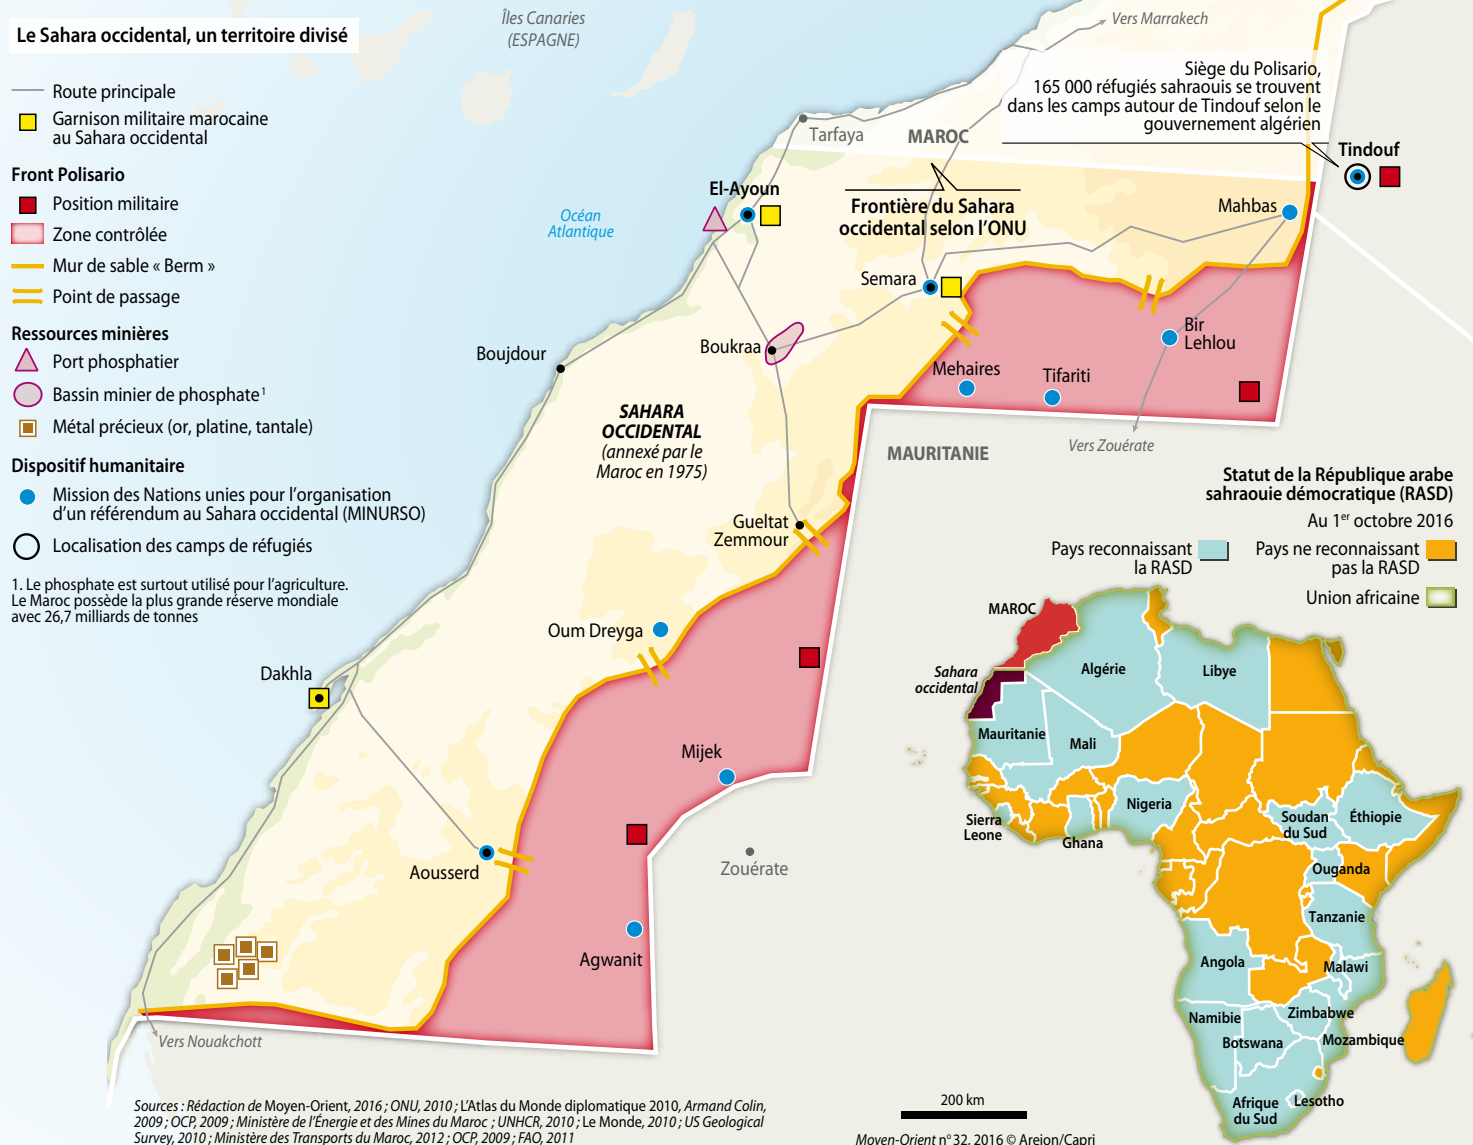 Le Sahara occidental, un territoire divisé
Route principale
Garnison militaire marocaine
au Sahara occidental
Front Polisario
Position militaire
Zone contrôlée
Mur de sable « Berm »
Point de passage
Ressources minières
Port phosphatier
Bassin minier de phosphate¹
Métal précieux (or, platine, tantale)
Dispositif humanitaire
Mission des Nations unies pour l'organisation
d'un référendum au Sahara occidental (MINURSO)
Localisation des camps de réfugiés
1. Le phosphate est surtout utilisé pour l'agriculture.
Le Maroc possède la plus grande réserve mondiale
avec 26,7 milliards de tonnes
Îles Canaries
(ESPAGNE)
Vers Marrakech
Siège du Polisario,
165 000 réfugiés sahraouis se trouvent
dans les camps autour de Tindouf selon le
gouvernement algérien
Tarfaya
MAROC
Tindouf
El-Ayoun
Océan
Atlantique
Frontière du Sahara
occidental selon l'ONU
Mahbas
Semara
Boujdour
Boukraa
Bir
Lehlou
Mehaires
Tifariti
SAHARA
OCCIDENTAL
(annexé par le
Maroc en 1975)
MAURITANIE
Vers Zouérate
Gueltat
Zemmour
Oum Dreyga
Dakhla
Mijek
Zouérate
Aousserd
Agwanit
Vers Nouakchott
Statut de la République arabe
sahraouie démocratique (RASD)
Au 1er octobre 2016
Pays reconnaissant
la RASD
Pays ne reconnaissant
pas la RASD
Union africaine
MAROC
Sahara
occidental
Algérie
Libye
Mauritanie
Mali
Nigeria
Sierra
Leone
Ghana
Soudan
du Sud
Éthiopie
Ouganda
Tanzanie
Angola
Malawi
Namibie
Zimbabwe
Botswana
Mozambique
Afrique
du Sud
Lesotho
Sources : Rédaction de Moyen-Orient, 2016 ; ONU, 2010 ; L'Atlas du Monde diplomatique 2010, Armand Colin,
2009 ; OCP, 2009 ; Ministère de l'Énergie et des Mines du Maroc ; UNHCR, 2010 ; Le Monde, 2010 ; US Geological
Survey, 2010 ; Ministère des Transports du Maroc, 2012 ; OCP, 2009 ; FAO, 2011
200 km
Moyen-Orient n° 32, 2016 © Areion/Capri